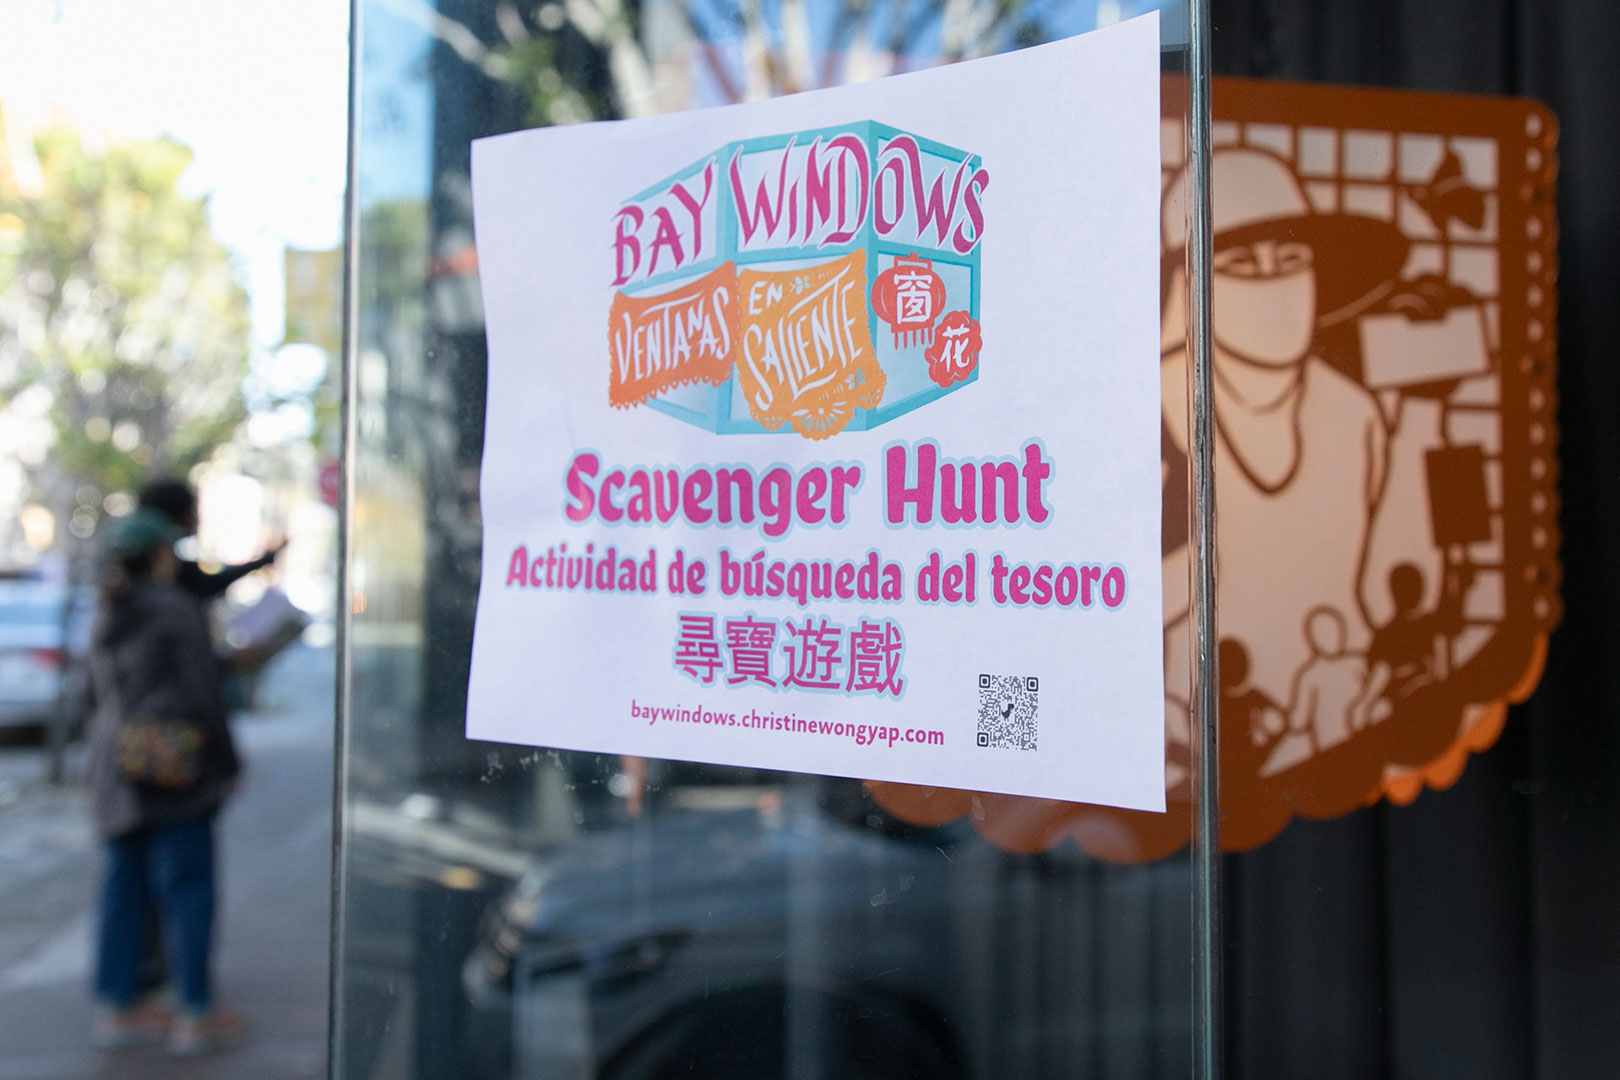 BAY WINDOWS
VENTANAS EN SALIENTE
窗花
Scavenger Hunt
Actividad de búsqueda del tesoro
尋寶遊戲
baywindows.christinewongyap.com